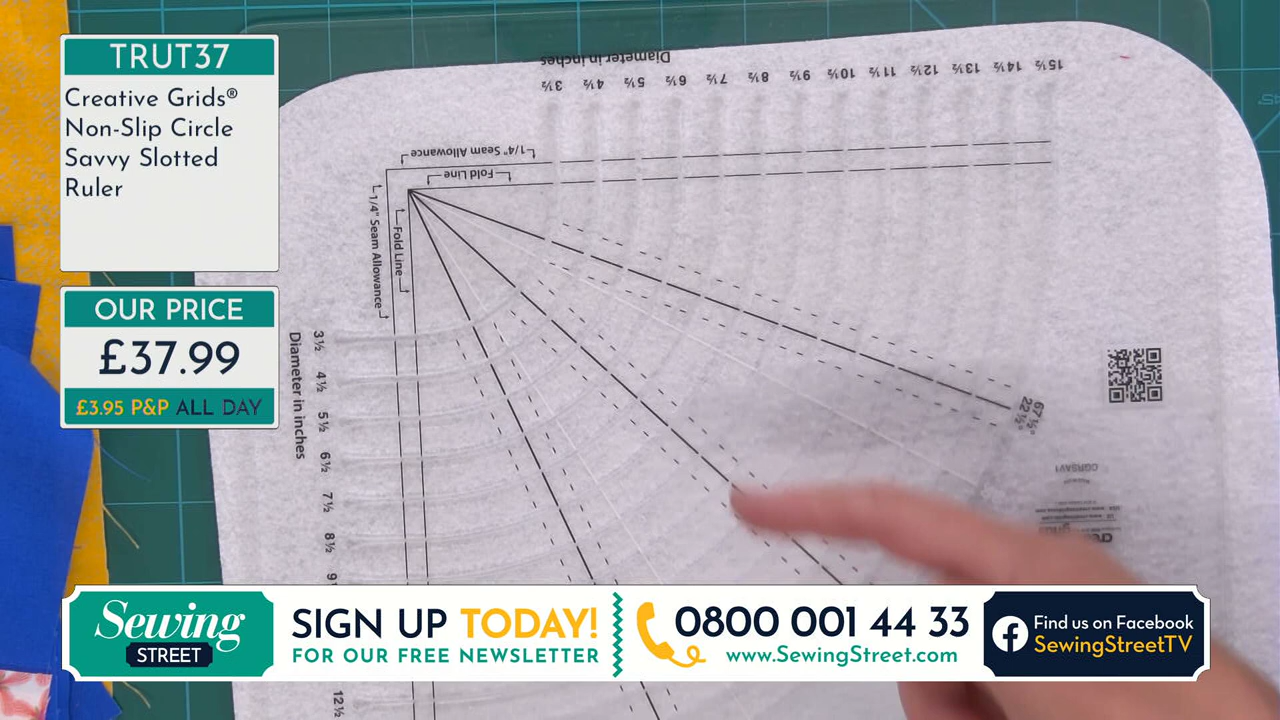 TRUT37
Creative Grids®
Non-Slip Circle
Savvy Slotted
Ruler
OUR PRICE
£37.99
£3.95 P&P ALL DAY
Diameter in inches
3½ 4½ 5½ 6½ 7½ 8½ 9½ 10½ 11½ 12½ 13½ 14½ 15½
1/4" Seam Allowance
Fold Line
1/4" Seam Allowance
Fold Line
Diameter in inches
3½
4½
5½
6½
7½
8½
9
12½
67½°
22½°
CGRSAV1
Sewing
STREET
SIGN UP TODAY!
FOR OUR FREE NEWSLETTER
0800 001 44 33
www.SewingStreet.com
Find us on Facebook
SewingStreetTV